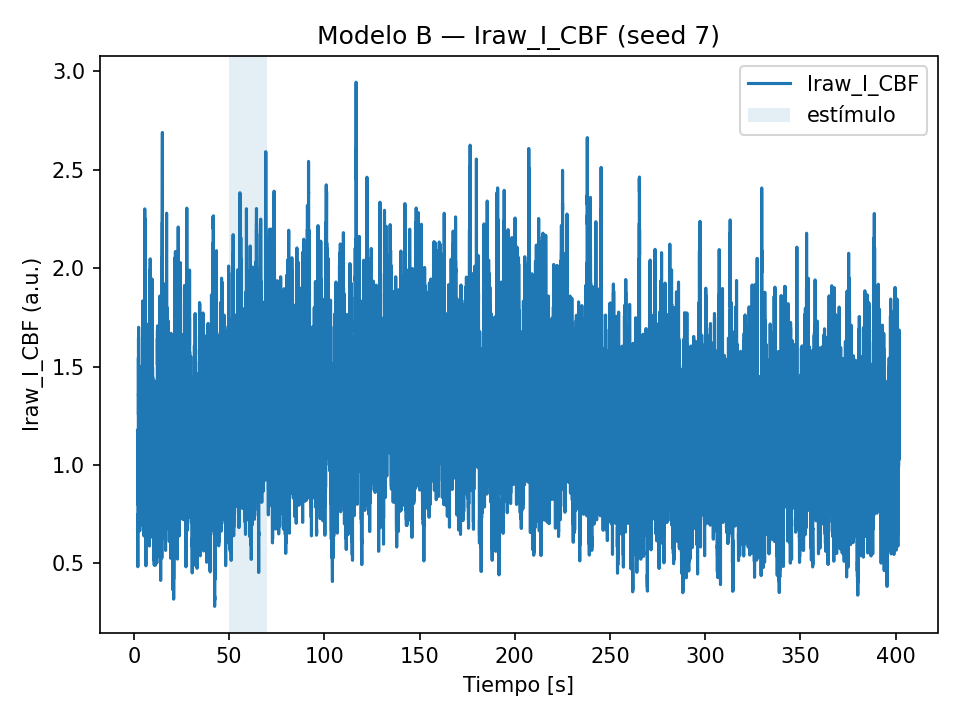 Modelo B — Iraw_I_CBF (seed 7)
Iraw_I_CBF
estímulo
Iraw_I_CBF (a.u.)
3.0
2.5
2.0
1.5
1.0
0.5
0 50 100 150 200 250 300 350 400
Tiempo [s]